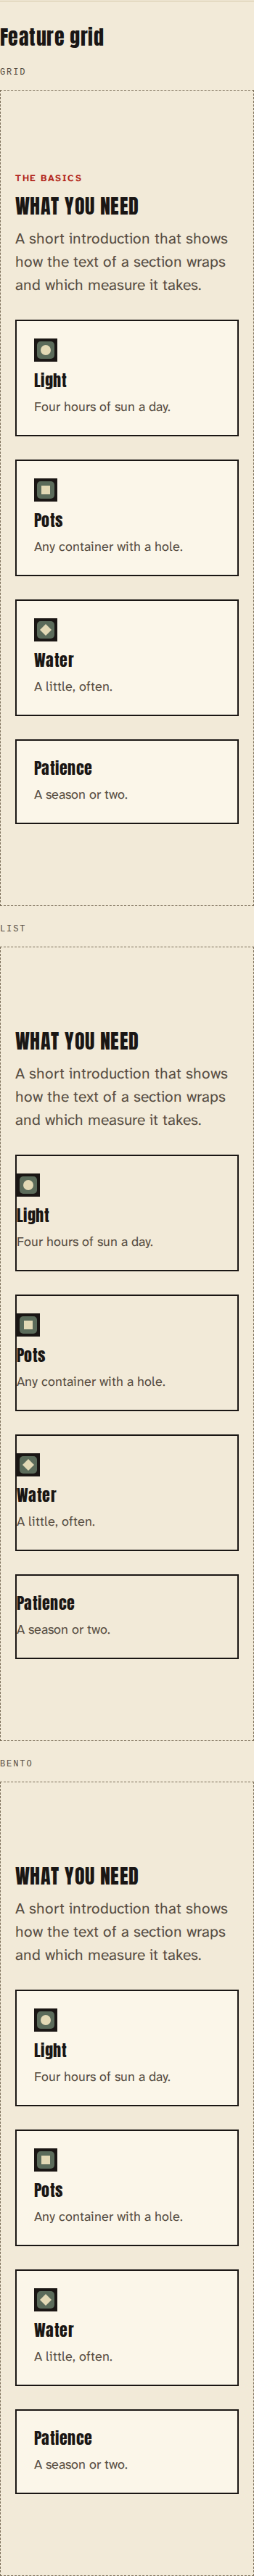 Feature grid
GRID
THE BASICS
WHAT YOU NEED
A short introduction that shows
how the text of a section wraps
and which measure it takes.
Light
Four hours of sun a day.
Pots
Any container with a hole.
Water
A little, often.
Patience
A season or two.
LIST
WHAT YOU NEED
A short introduction that shows
how the text of a section wraps
and which measure it takes.
Light
Four hours of sun a day.
Pots
Any container with a hole.
Water
A little, often.
Patience
A season or two.
BENTO
WHAT YOU NEED
A short introduction that shows
how the text of a section wraps
and which measure it takes.
Light
Four hours of sun a day.
Pots
Any container with a hole.
Water
A little, often.
Patience
A season or two.